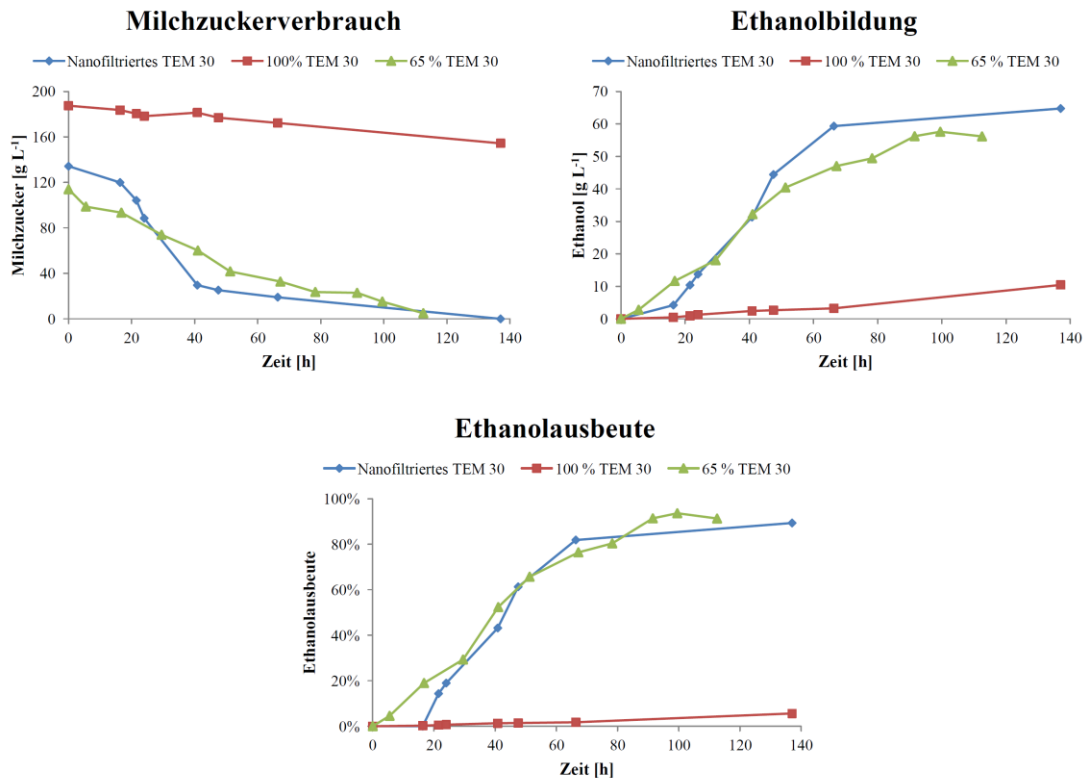 Milchzuckerverbrauch
Nanofiltriertes TEM 30 100% TEM 30 65 % TEM 30
200
160
120
80
40
0
Milchzucker [g L-1]
0 20 40 60 80 100 120 140
Zeit [h]
Ethanolbildung
Nanofiltriertes TEM 30 100% TEM 30 65 % TEM 30
70
60
50
40
30
20
10
0
Ethanol [g L-1]
0 20 40 60 80 100 120 140
Zeit [h]
Ethanolausbeute
Nanofiltriertes TEM 30 100 % TEM 30 65 % TEM 30
100%
80%
60%
40%
20%
0%
Ethanolausbeute
0 20 40 60 80 100 120 140
Zeit [h]